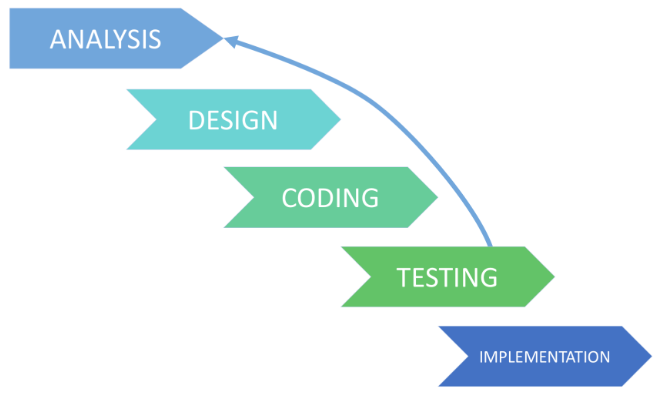 ANALYSIS
DESIGN
CODING
TESTING
IMPLEMENTATION